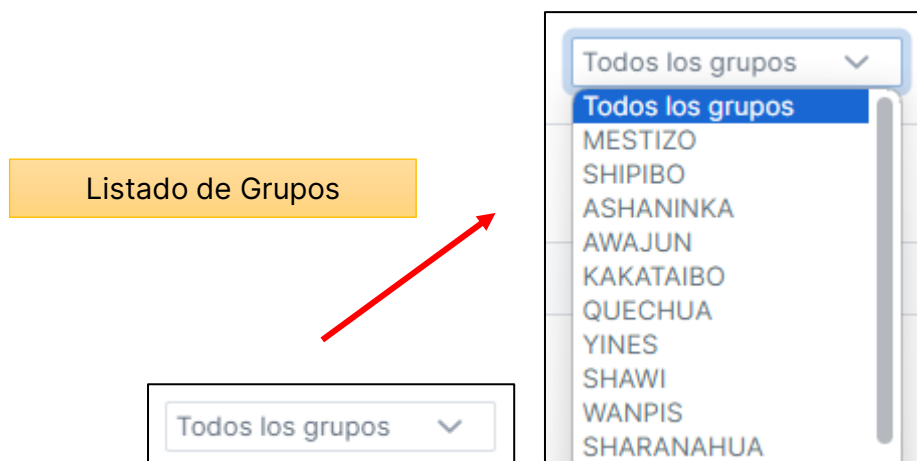 Listado de Grupos
Todos los grupos
Todos los grupos
Todos los grupos
MESTIZO
SHIPIBO
ASHANINKA
AWAJUN
KAKATAIBO
QUECHUA
YINES
SHAWI
WANPIS
SHARANAHUA